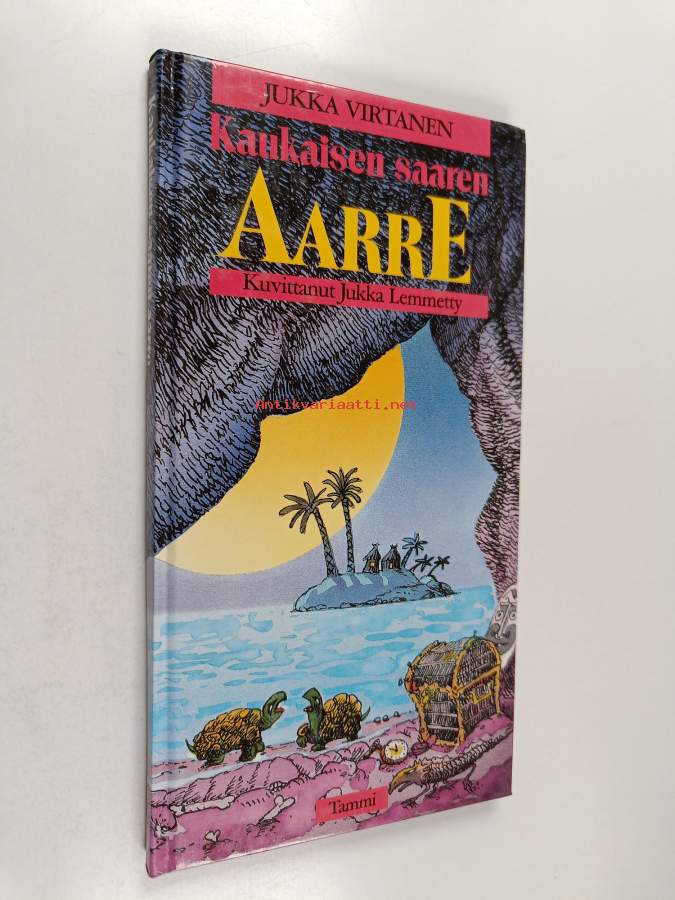 JUKKA VIRTANEN
Kaukaisen saaren
AARRE
Kuvittanut Jukka Lemmetty
Antikvariaatti.net
Tammi